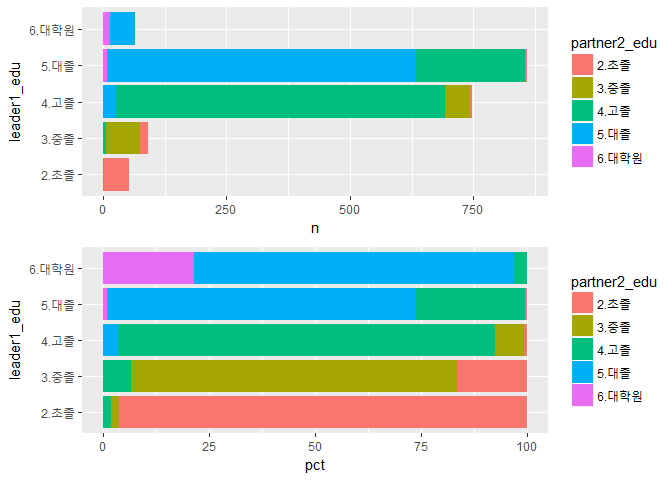 leader1_edu
6.대학원
5.대졸
4.고졸
3.중졸
2.초졸
0
250
500
750
n
partner2_edu
2.초졸
3.중졸
4.고졸
5.대졸
6.대학원
leader1_edu
6.대학원
5.대졸
4.고졸
3.중졸
2.초졸
0
25
50
75
100
pct
partner2_edu
2.초졸
3.중졸
4.고졸
5.대졸
6.대학원